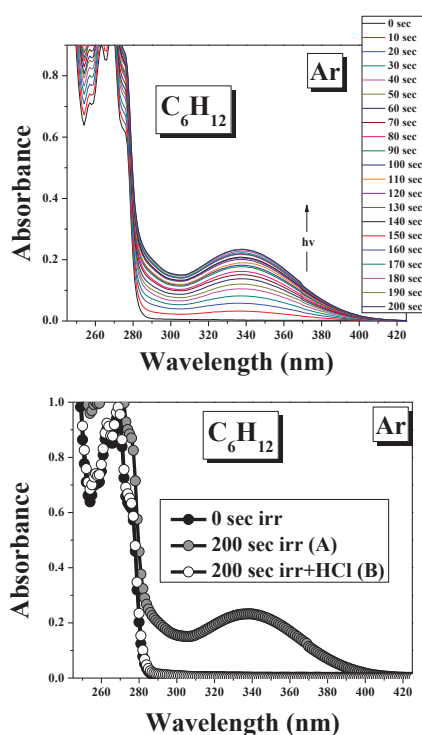 Ar
C6H12
hv
Absorbance
0.8
0.6
0.4
0.2
0.0
260 280 300 320 340 360 380 400 420
Wavelength (nm)
0 sec
10 sec
20 sec
30 sec
40 sec
50 sec
60 sec
70 sec
80 sec
90 sec
100 sec
110 sec
120 sec
130 sec
140 sec
150 sec
160 sec
170 sec
180 sec
190 sec
200 sec
C6H12
Ar
0 sec irr
200 sec irr (A)
200 sec irr+HCl (B)
Absorbance
1.0
0.8
0.6
0.4
0.2
0.0
260 280 300 320 340 360 380 400 420
Wavelength (nm)